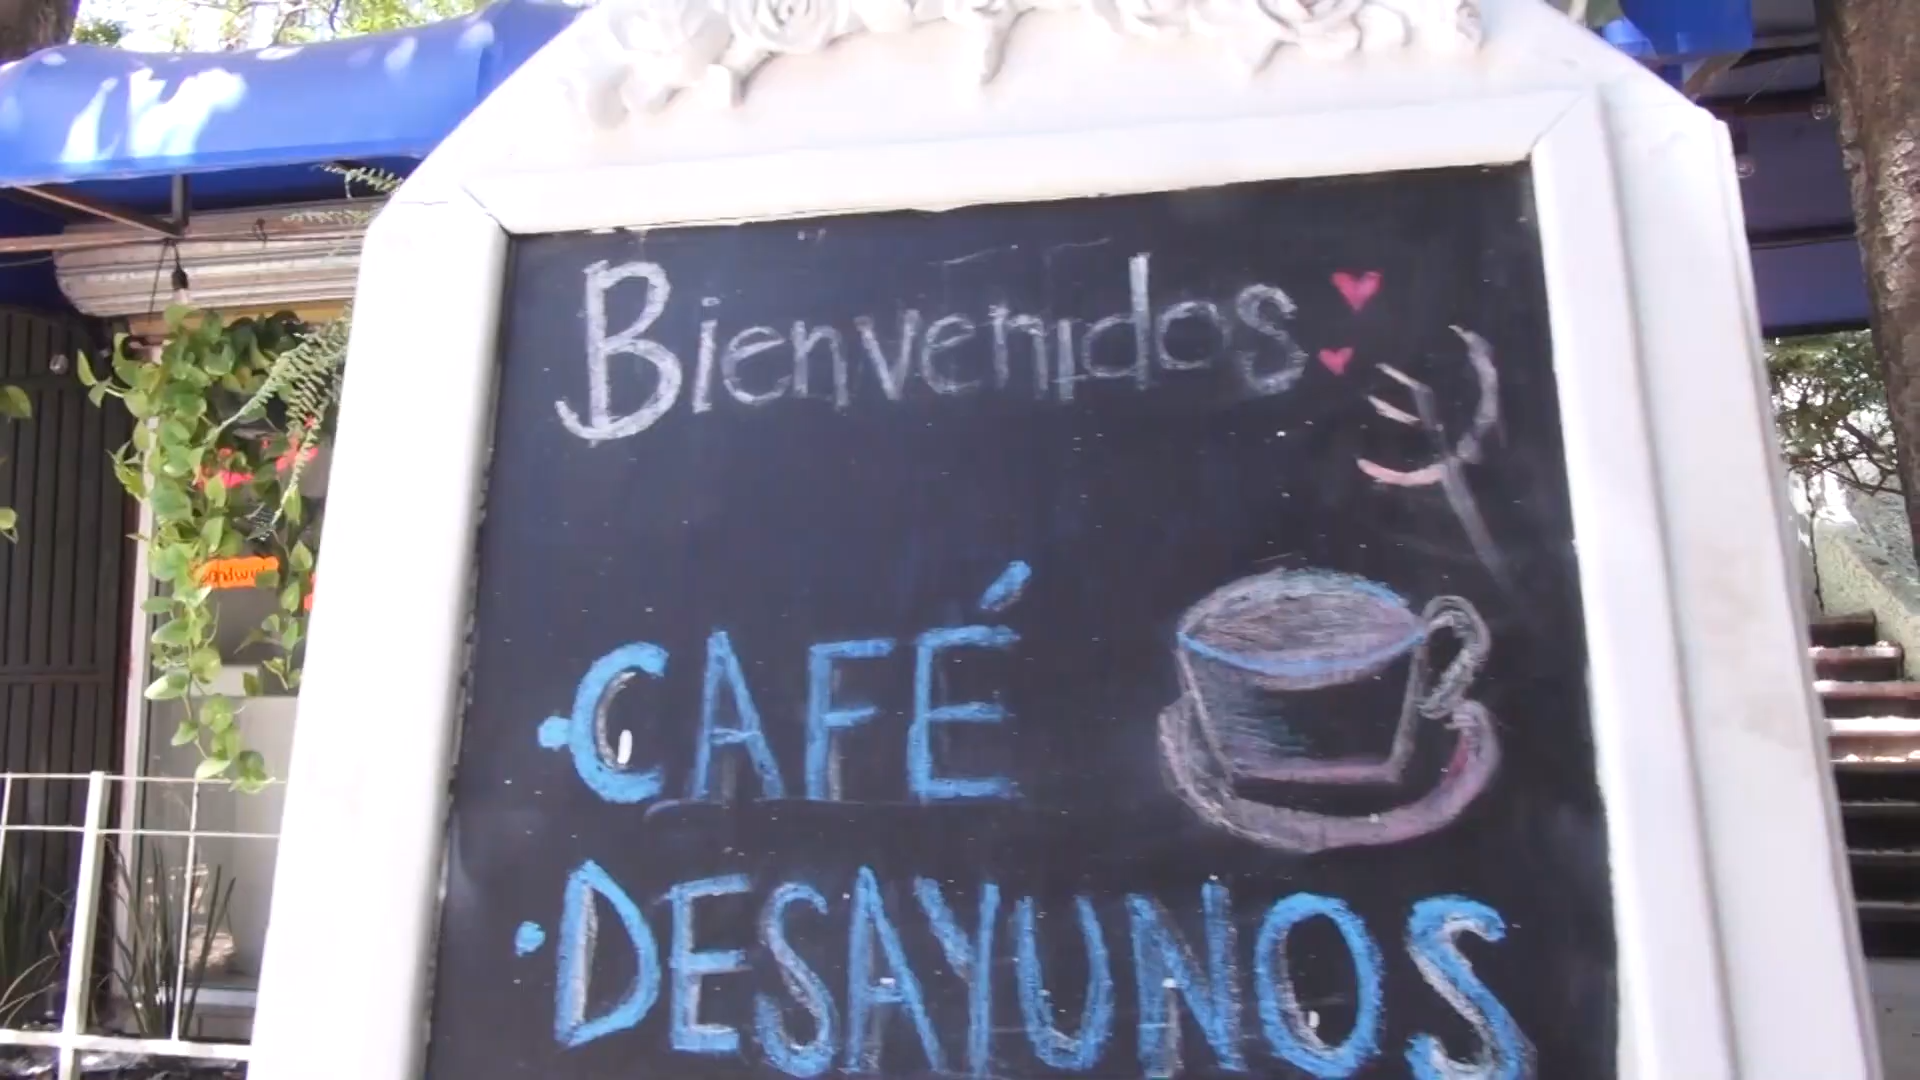 Bienvenidos
• CAFÉ
• DESAYUNOS